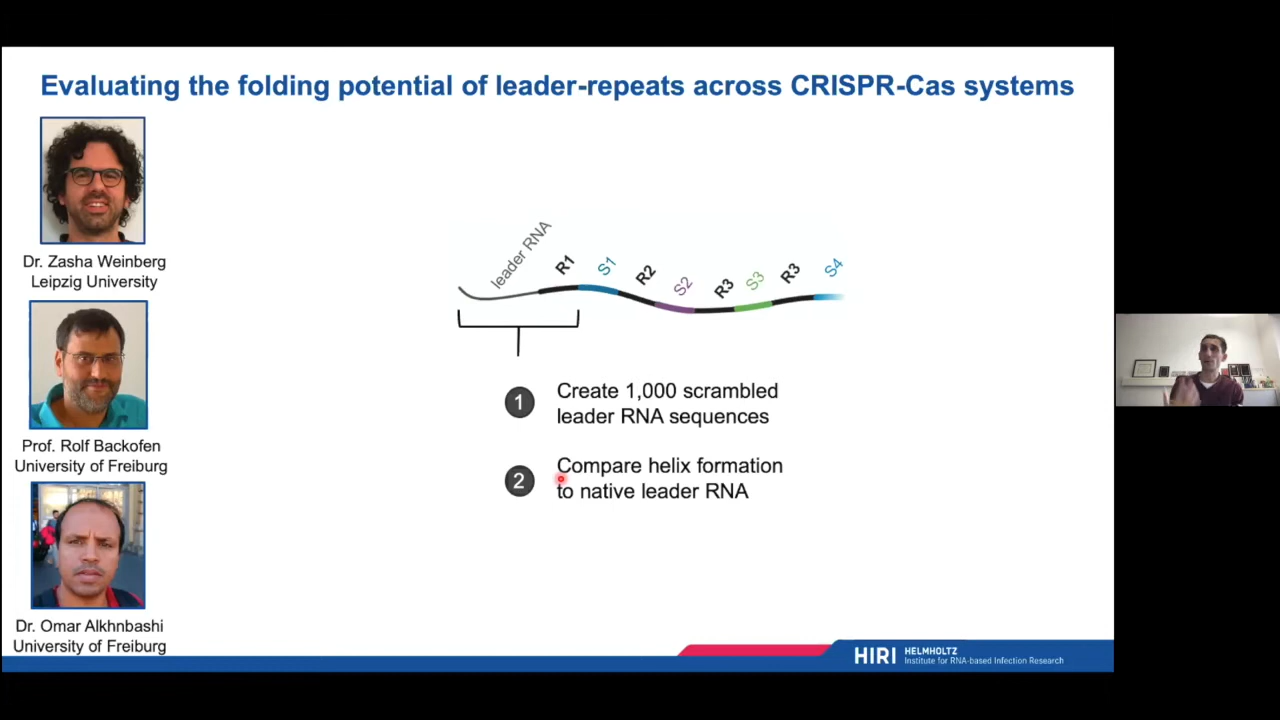 Evaluating the folding potential of leader-repeats across CRISPR-Cas systems
Dr. Zasha Weinberg
Leipzig University
Prof. Rolf Backofen
University of Freiburg
Dr. Omar Alkhnbashi
University of Freiburg
leader RNA
R1
S1
R2
S2
R3
S3
R3
S4
1
Create 1,000 scrambled
leader RNA sequences
2
Compare helix formation
to native leader RNA
HIRI
HELMHOLTZ
Institute for RNA-based Infection Research